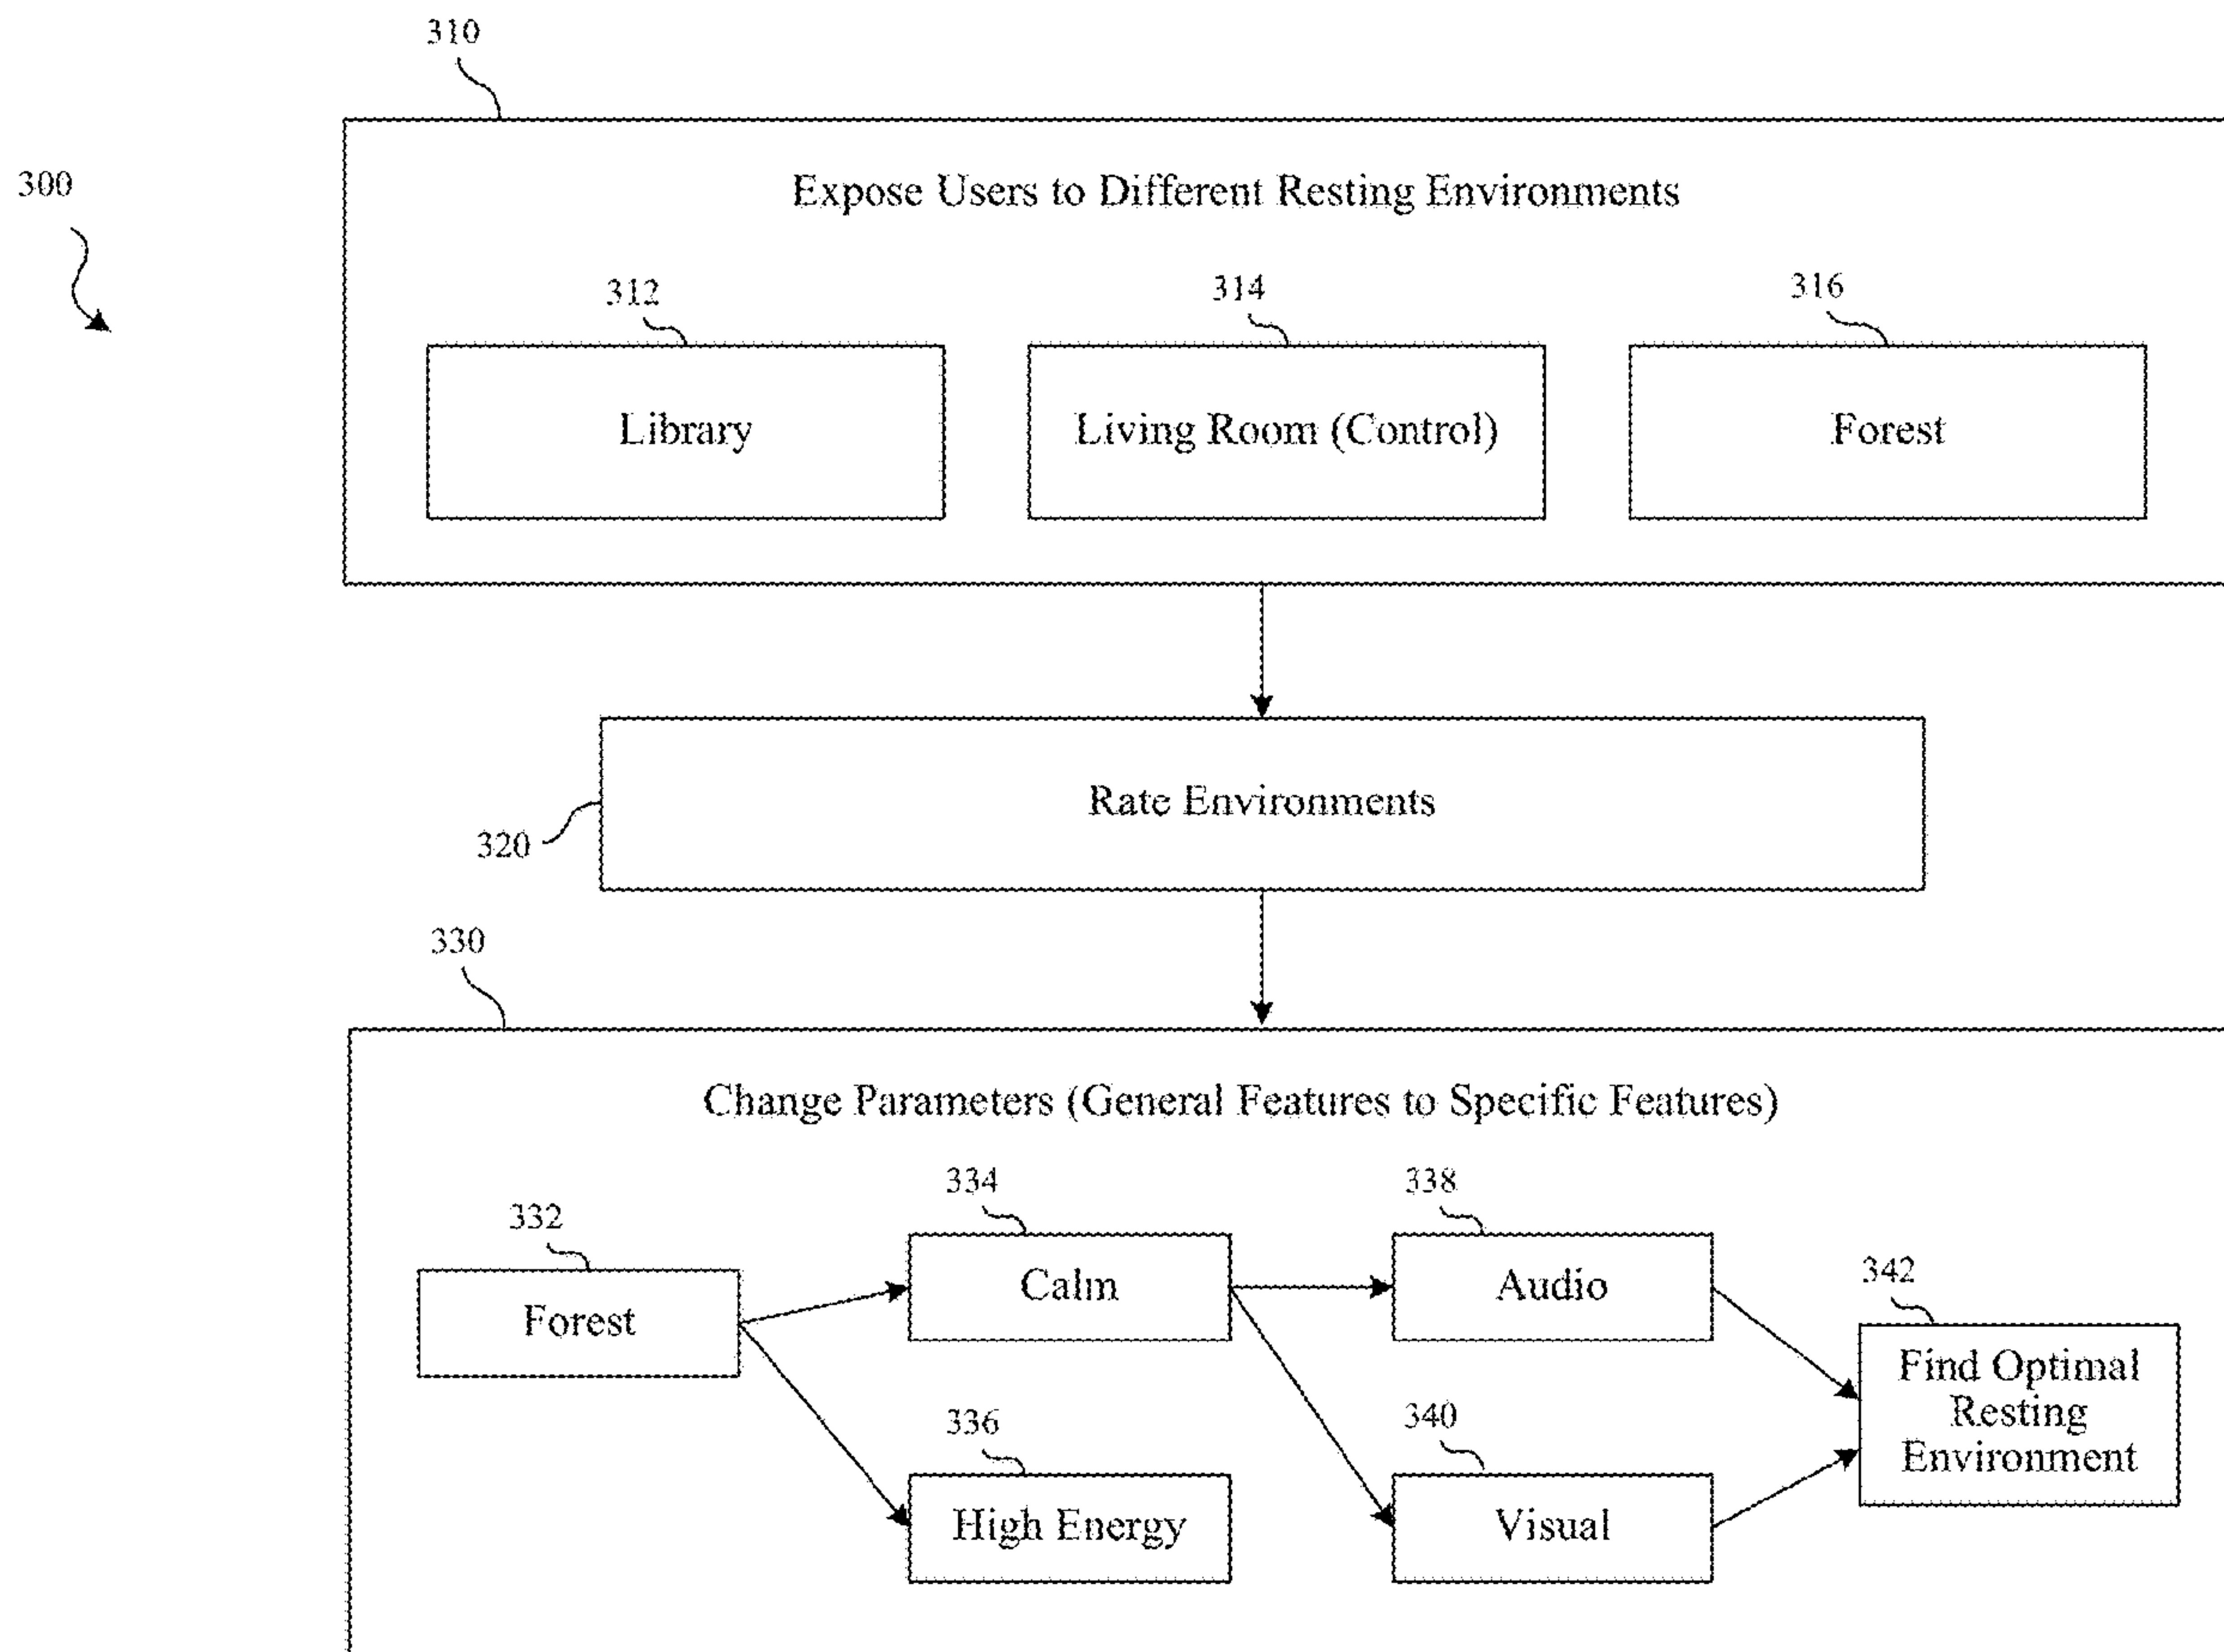 310
300
Expose Users to Different Resting Environments
312
314
316
Library
Living Room (Control)
Forest
Rate Environments
320
330
Change Parameters (General Features to Specific Features)
332
334
338
342
Forest
Calm
Audio
Find Optimal
Resting
Environment
336
340
High Energy
Visual